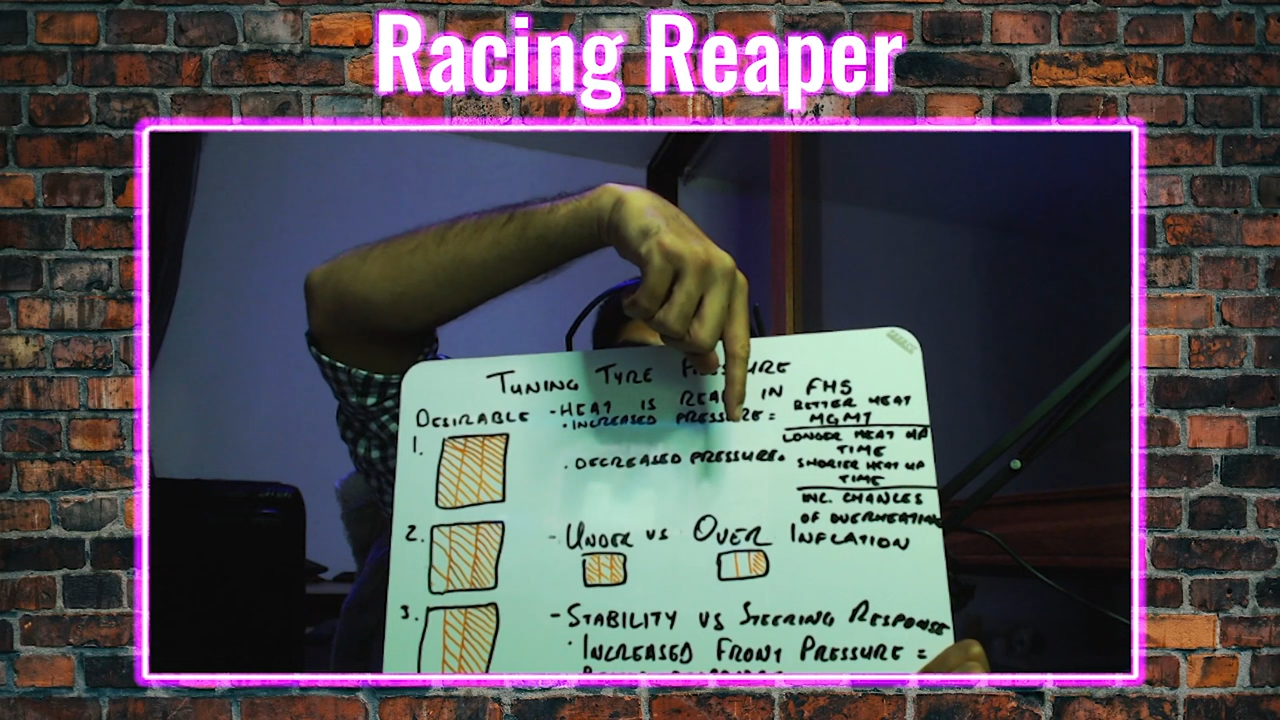 Racing Reaper
TUNING TYRE PRESSURE
DESIRABLE
- HEAT IS REAL IN FHS
• INCREASED PRESSURE =
BETTER HEAT
MGMT
LONGER HEAT UP
TIME
• DECREASED PRESSURE =
SHORTER HEAT UP
TIME
INC. CHANCES
OF OVERHEATING
1.
2.
- UNDER VS OVER INFLATION
3.
- STABILITY VS STEERING RESPONSE
• INCREASED FRONT PRESSURE =